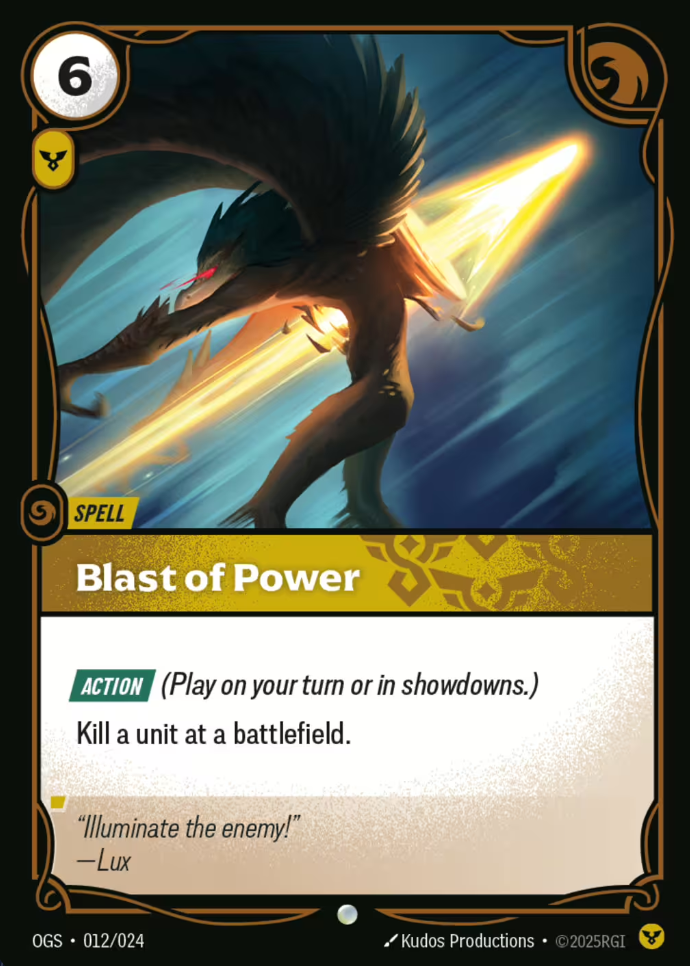 6
SPELL
Blast of Power
ACTION (Play on your turn or in showdowns.)
Kill a unit at a battlefield.
“Illuminate the enemy!”
—Lux
OGS • 012/024
Kudos Productions • ©2025RGI